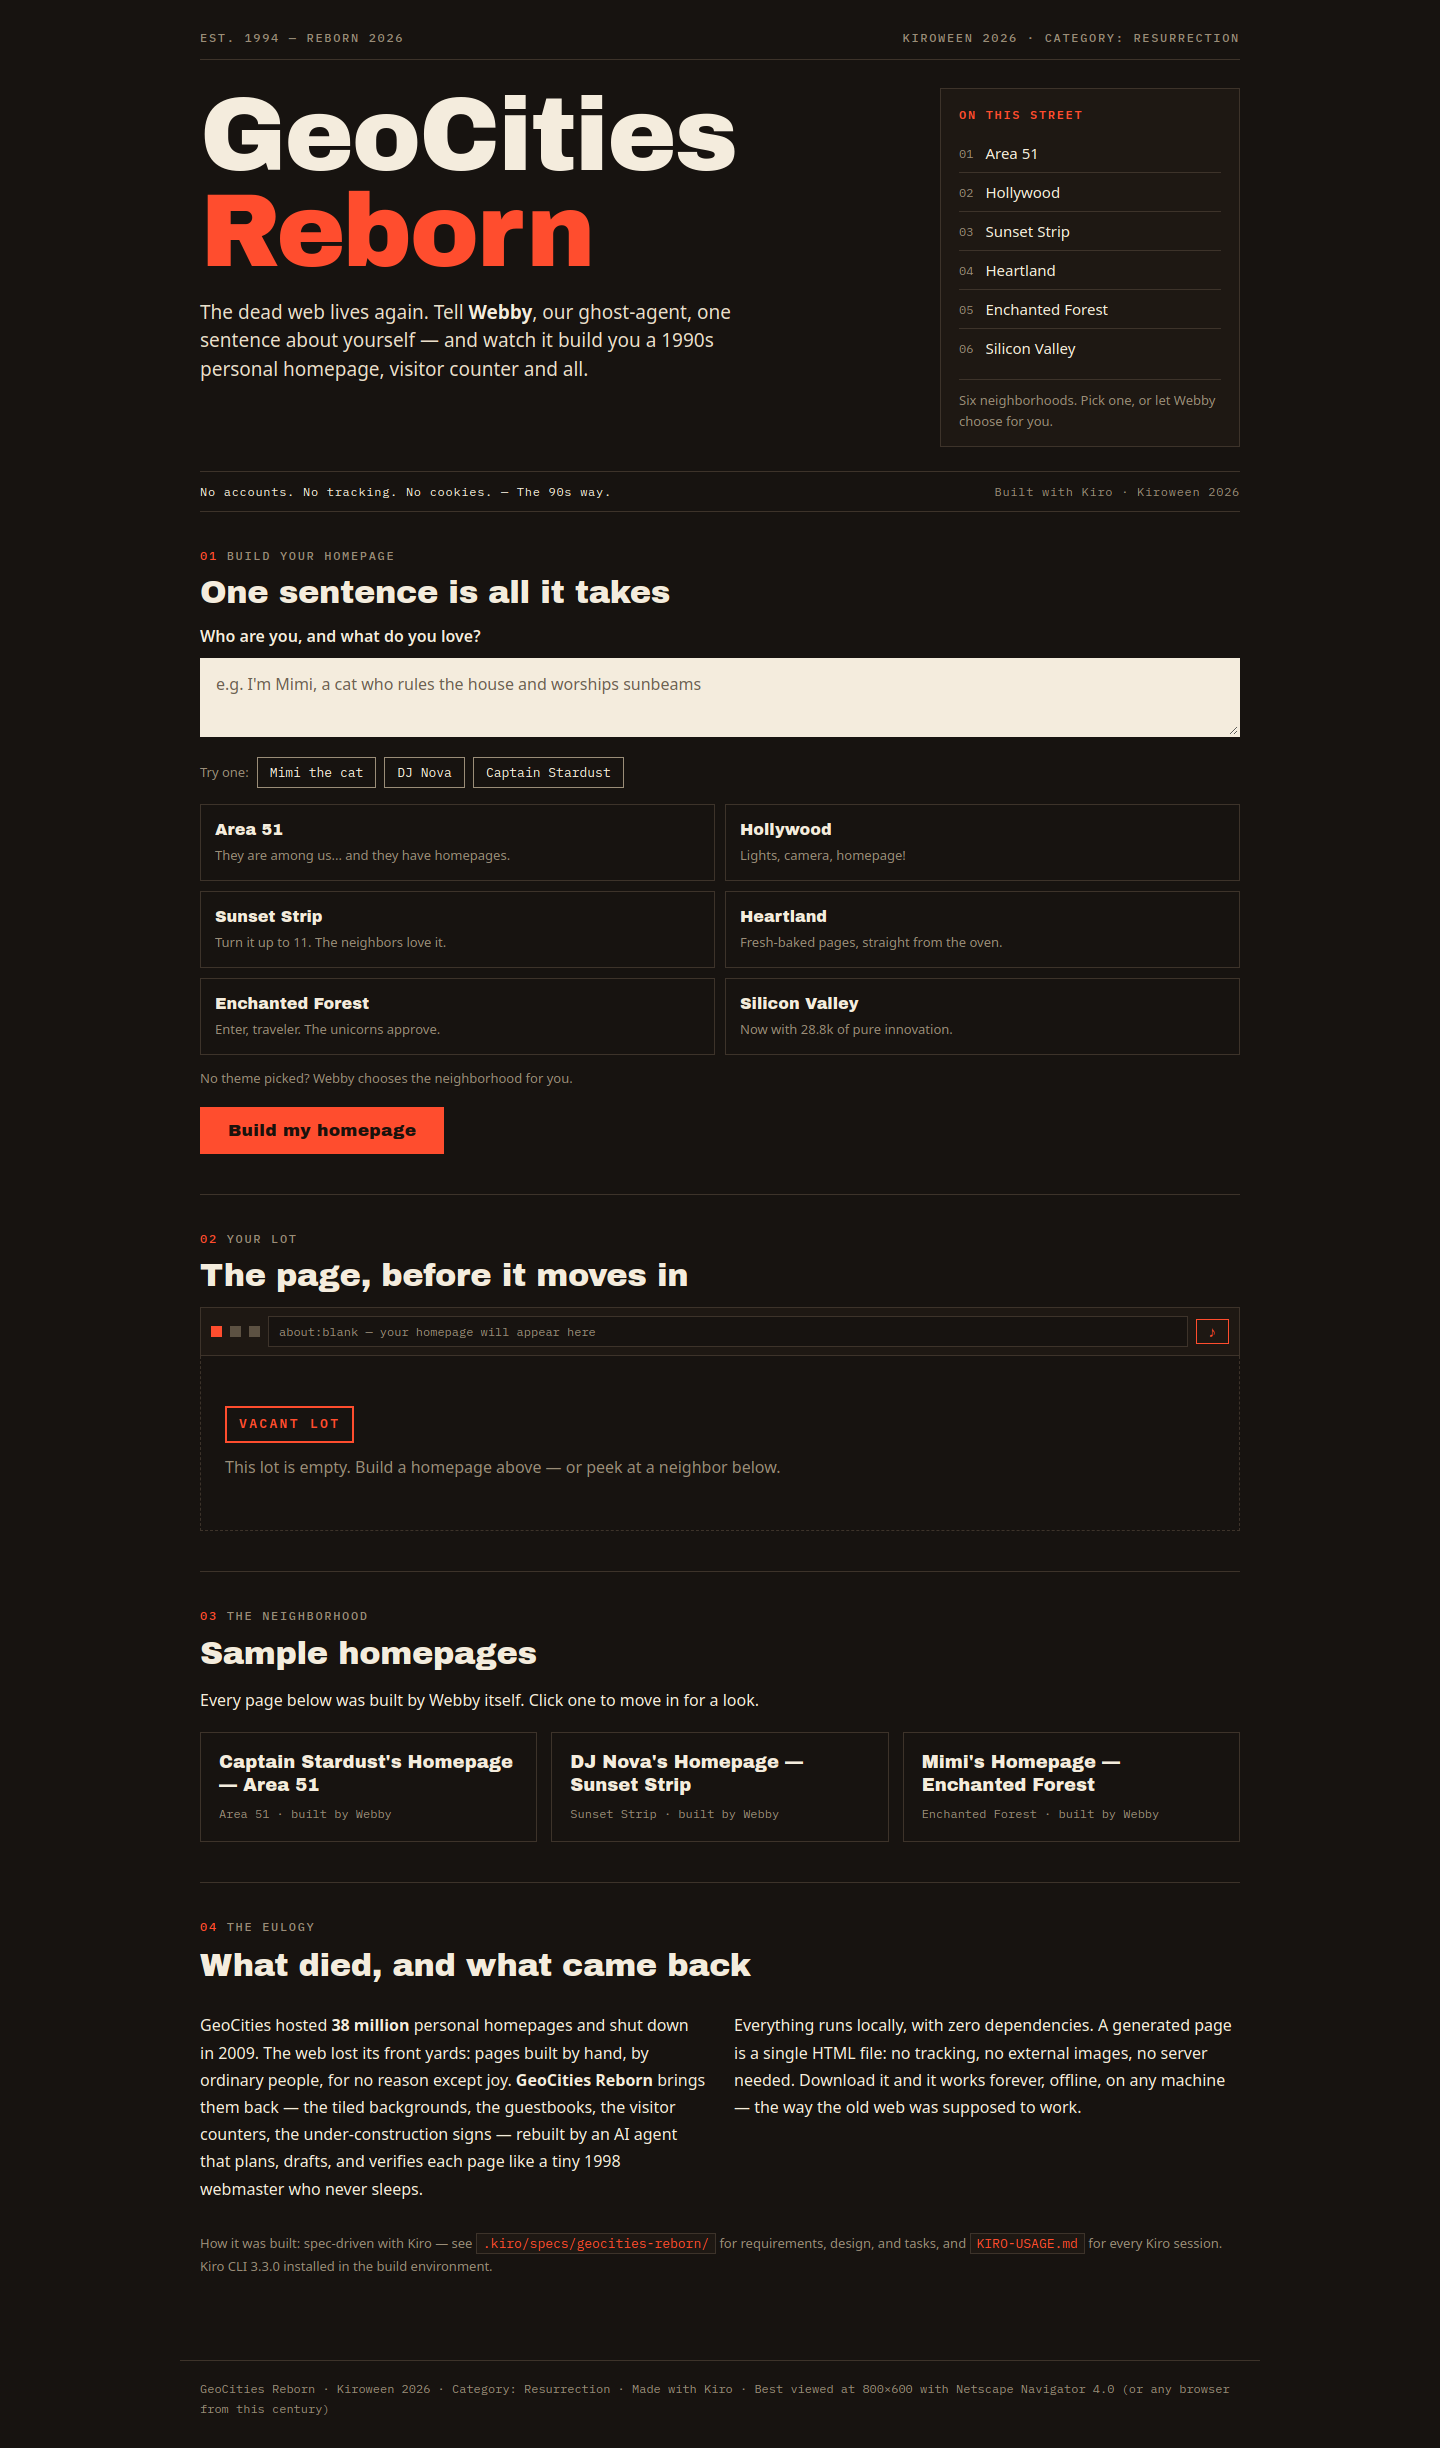 EST. 1994 — REBORN 2026
KIROWEEN 2026 · CATEGORY: RESURRECTION
GeoCities
Reborn
The dead web lives again. Tell Webby, our ghost-agent, one
sentence about yourself — and watch it build you a 1990s
personal homepage, visitor counter and all.
ON THIS STREET
01 Area 51
02 Hollywood
03 Sunset Strip
04 Heartland
05 Enchanted Forest
06 Silicon Valley
Six neighborhoods. Pick one, or let Webby
choose for you.
No accounts. No tracking. No cookies. — The 90s way.
Built with Kiro · Kiroween 2026
01 BUILD YOUR HOMEPAGE
One sentence is all it takes
Who are you, and what do you love?
e.g. I'm Mimi, a cat who rules the house and worships sunbeams
Try one: Mimi the cat DJ Nova Captain Stardust
Area 51
They are among us... and they have homepages.
Hollywood
Lights, camera, homepage!
Sunset Strip
Turn it up to 11. The neighbors love it.
Heartland
Fresh-baked pages, straight from the oven.
Enchanted Forest
Enter, traveler. The unicorns approve.
Silicon Valley
Now with 28.8k of pure innovation.
No theme picked? Webby chooses the neighborhood for you.
Build my homepage
02 YOUR LOT
The page, before it moves in
about:blank — your homepage will appear here
♪
VACANT LOT
This lot is empty. Build a homepage above — or peek at a neighbor below.
03 THE NEIGHBORHOOD
Sample homepages
Every page below was built by Webby itself. Click one to move in for a look.
Captain Stardust's Homepage
— Area 51
Area 51 · built by Webby
DJ Nova's Homepage —
Sunset Strip
Sunset Strip · built by Webby
Mimi's Homepage —
Enchanted Forest
Enchanted Forest · built by Webby
04 THE EULOGY
What died, and what came back
GeoCities hosted 38 million personal homepages and shut down
in 2009. The web lost its front yards: pages built by hand, by
ordinary people, for no reason except joy. GeoCities Reborn brings
them back — the tiled backgrounds, the guestbooks, the visitor
counters, the under-construction signs — rebuilt by an AI agent
that plans, drafts, and verifies each page like a tiny 1998
webmaster who never sleeps.
Everything runs locally, with zero dependencies. A generated page
is a single HTML file: no tracking, no external images, no server
needed. Download it and it works forever, offline, on any machine
— the way the old web was supposed to work.
How it was built: spec-driven with Kiro — see .kiro/specs/geocities-reborn/ for requirements, design, and tasks, and KIRO-USAGE.md for every Kiro session.
Kiro CLI 3.3.0 installed in the build environment.
GeoCities Reborn · Kiroween 2026 · Category: Resurrection · Made with Kiro · Best viewed at 800×600 with Netscape Navigator 4.0 (or any browser
from this century)